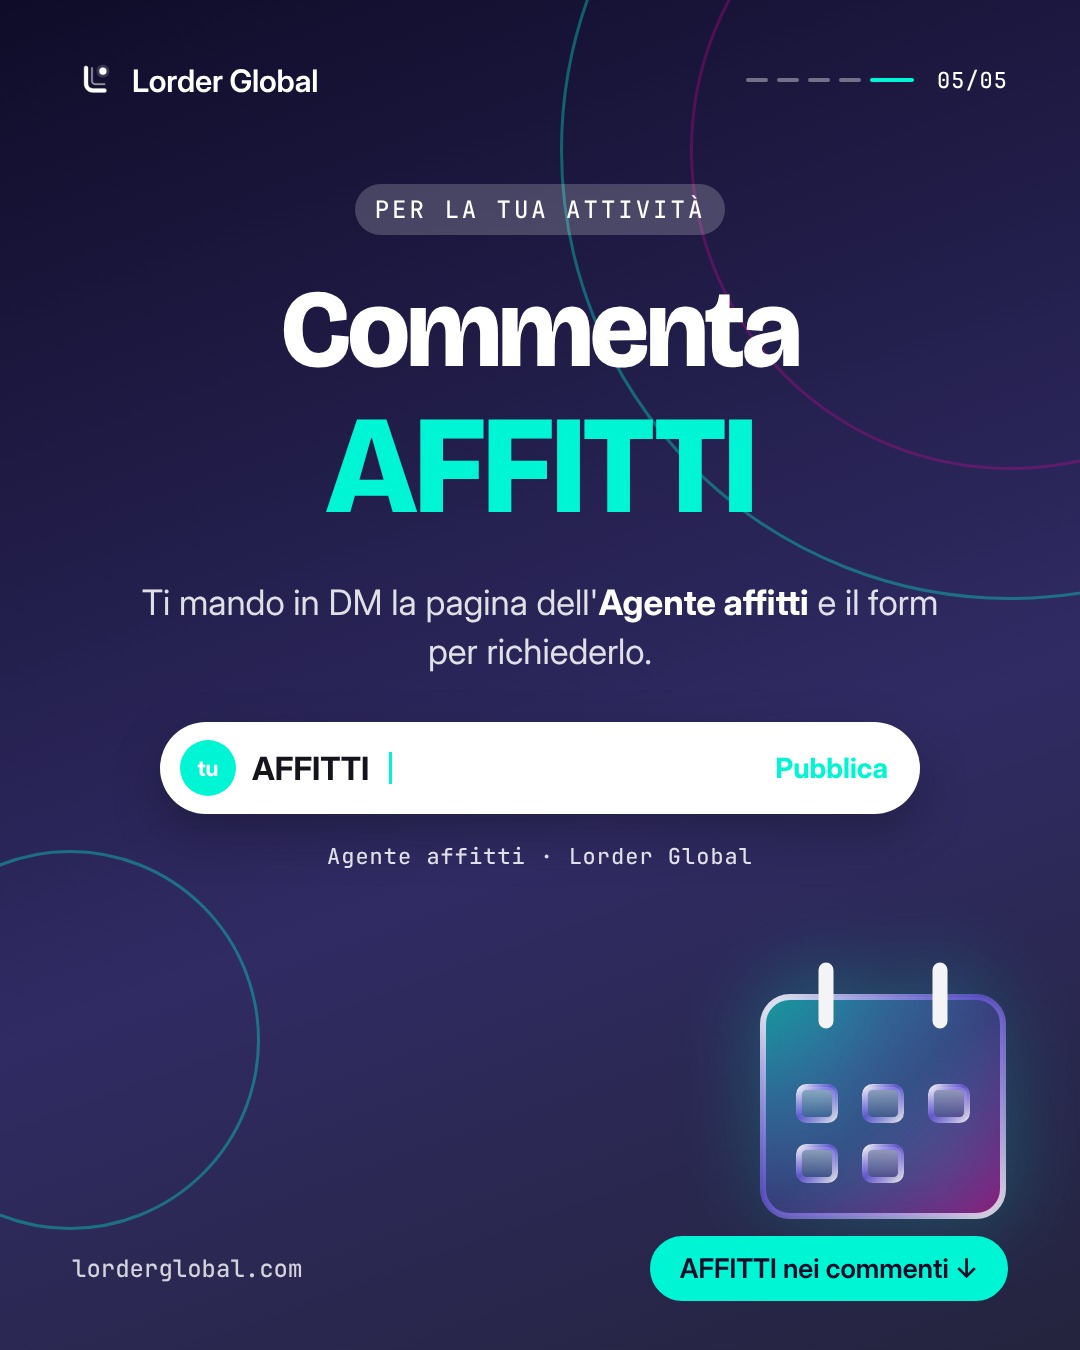 Lorder Global
05/05
PER LA TUA ATTIVITÀ
Commenta
AFFITTI
Ti mando in DM la pagina dell'Agente affitti e il form
per richiederlo.
tu AFFITTI Pubblica
Agente affitti · Lorder Global
lorderglobal.com
AFFITTI nei commenti ↓